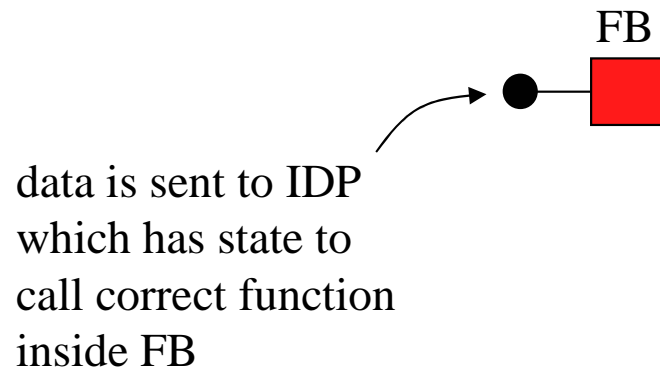 FB
data is sent to IDP
which has state to
call correct function
inside FB